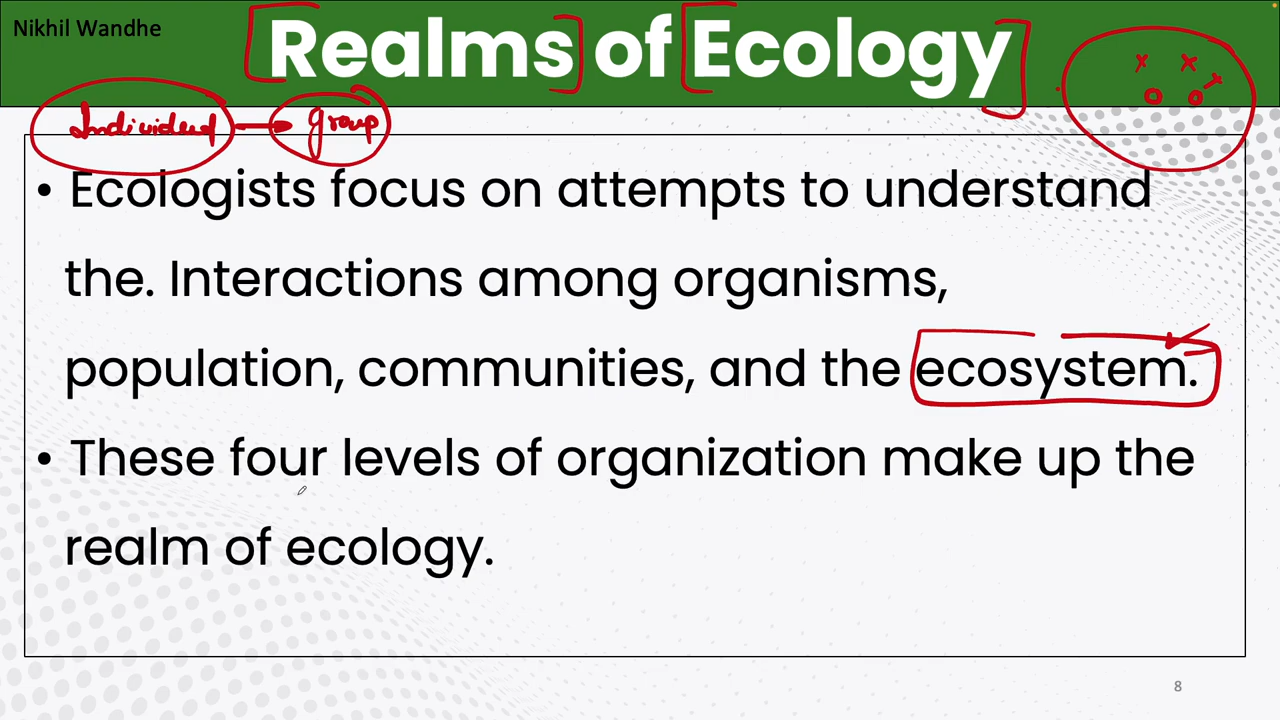 Nikhil Wandhe
Realms of Ecology
Individual → group
• Ecologists focus on attempts to understand
the. Interactions among organisms,
population, communities, and the ecosystem.
• These four levels of organization make up the
realm of ecology.
8